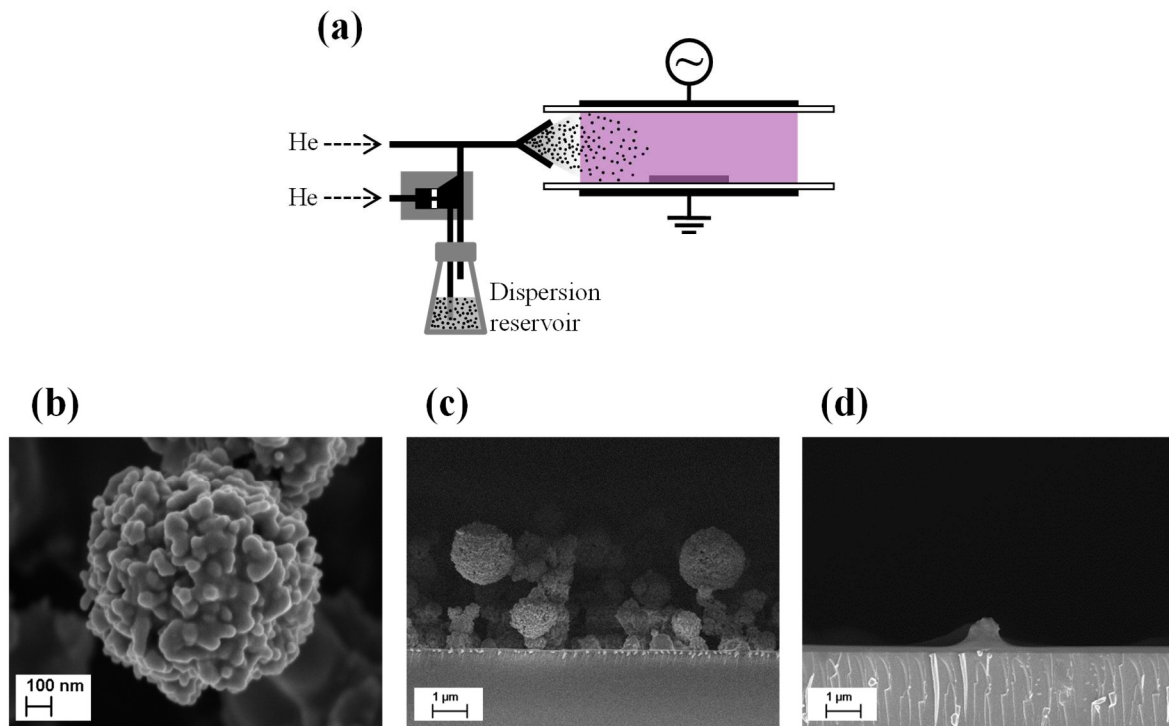 (a)
He
He
Dispersion
reservoir
(b)
(c)
(d)
100 nm
1 µm
1 µm